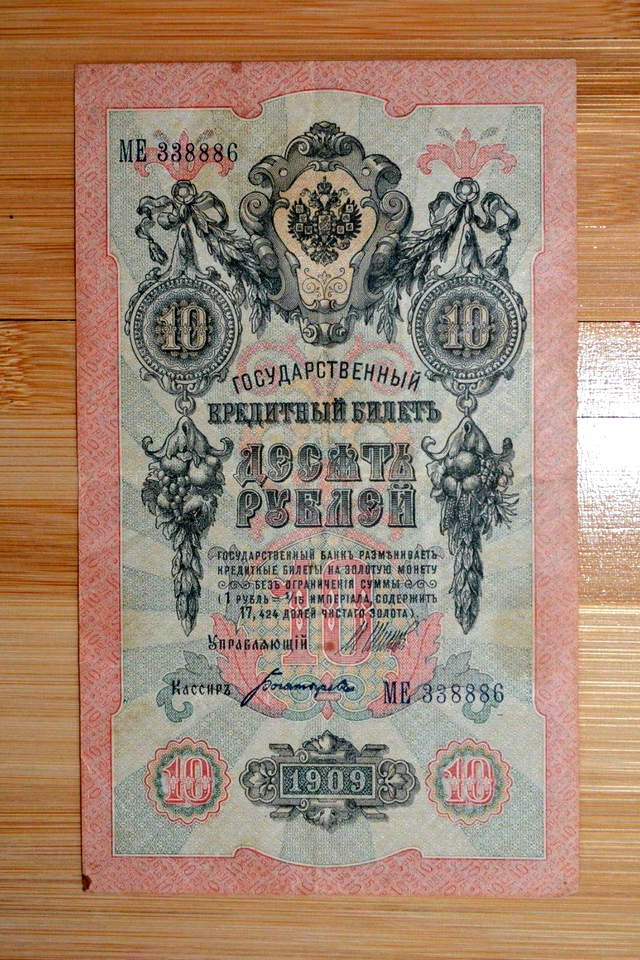 МЕ 338886
10 10
ГОСУДАРСТВЕННЫЙ
КРЕДИТНЫЙ БИЛЕТЪ
ДЕСЯТЬ
РУБЛЕЙ
ГОСУДАРСТВЕННЫЙ БАНКЪ РАЗМѢНИВАЕТЪ
КРЕДИТНЫЕ БИЛЕТЫ НА ЗОЛОТУЮ МОНЕТУ
БЕЗЪ ОГРАНИЧЕНІЯ СУММЫ
(1 РУБЛЬ = 1/15 ИМПЕРІАЛА, СОДЕРЖИТЪ
17,424 ДОЛЕЙ ЧИСТАГО ЗОЛОТА).
10
УПРАВЛЯЮЩІЙ
КАССИРЪ
МЕ 338886
10 1909 10